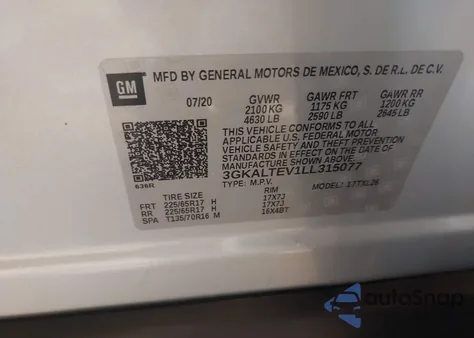 GM
MFD BY GENERAL MOTORS DE MEXICO, S. DE R.L. DE C.V.
07/20 GVWR GAWR FRT GAWR RR
2100 KG 1175 KG 1200 KG
4630 LB 2590 LB 2645 LB
THIS VEHICLE CONFORMS TO ALL APPLICABLE
U.S. FEDERAL MOTOR
VEHICLE SAFETY AND THEFT PREVENTION
STANDARDS IN EFFECT ON THE DATE OF
MANUFACTURE SHOWN ABOVE.
3GKALTEV1LL315077
636R TYPE: M.P.V. MODEL:
TIRE SIZE RIM
FRT 225/65R17 H 17X7J
RR 225/65R17 H 17X7J
SPA T135/70R16 M 16X4BT
autoSnap